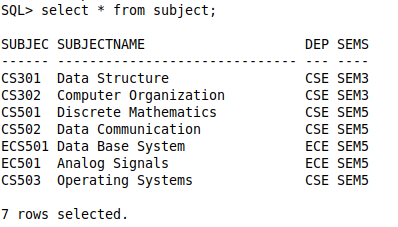 SQL> select * from subject;
SUBJEC SUBJECTNAME                    DEP SEMS
------ ------------------------------ --- ----
CS301  Data Structure                 CSE SEM3
CS302  Computer Organization          CSE SEM3
CS501  Discrete Mathematics           CSE SEM5
CS502  Data Communication             CSE SEM5
ECS501 Data Base System               ECE SEM5
EC501  Analog Signals                 ECE SEM5
CS503  Operating Systems              CSE SEM5
7 rows selected.